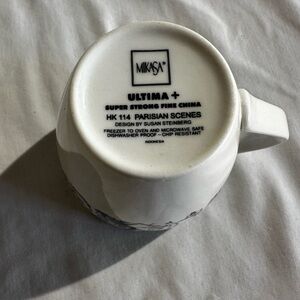 MIKASA®
ULTIMA +
SUPER STRONG FINE CHINA
HK 114 PARISIAN SCENES
DESIGN BY SUSAN STEINBERG
FREEZER TO OVEN AND MICROWAVE SAFE
DISHWASHER PROOF - CHIP RESISTANT
INDONESIA